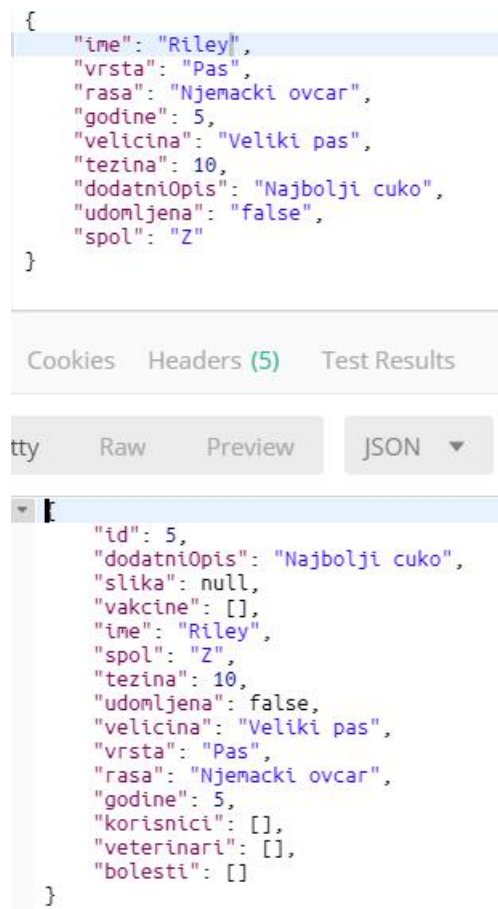 {
"ime": "Riley",
"vrsta": "Pas",
"rasa": "Njemacki ovcar",
"godine": 5,
"velicina": "Veliki pas",
"tezina": 10,
"dodatniOpis": "Najbolji cuko",
"udomljena": "false",
"spol": "Z"
}
Cookies Headers (5) Test Results
tty Raw Preview JSON
{
"id": 5,
"dodatniOpis": "Najbolji cuko",
"slika": null,
"vakcine": [],
"ime": "Riley",
"spol": "Z",
"tezina": 10,
"udomljena": false,
"velicina": "Veliki pas",
"vrsta": "Pas",
"rasa": "Njemacki ovcar",
"godine": 5,
"korisnici": [],
"veterinari": [],
"bolesti": []
}